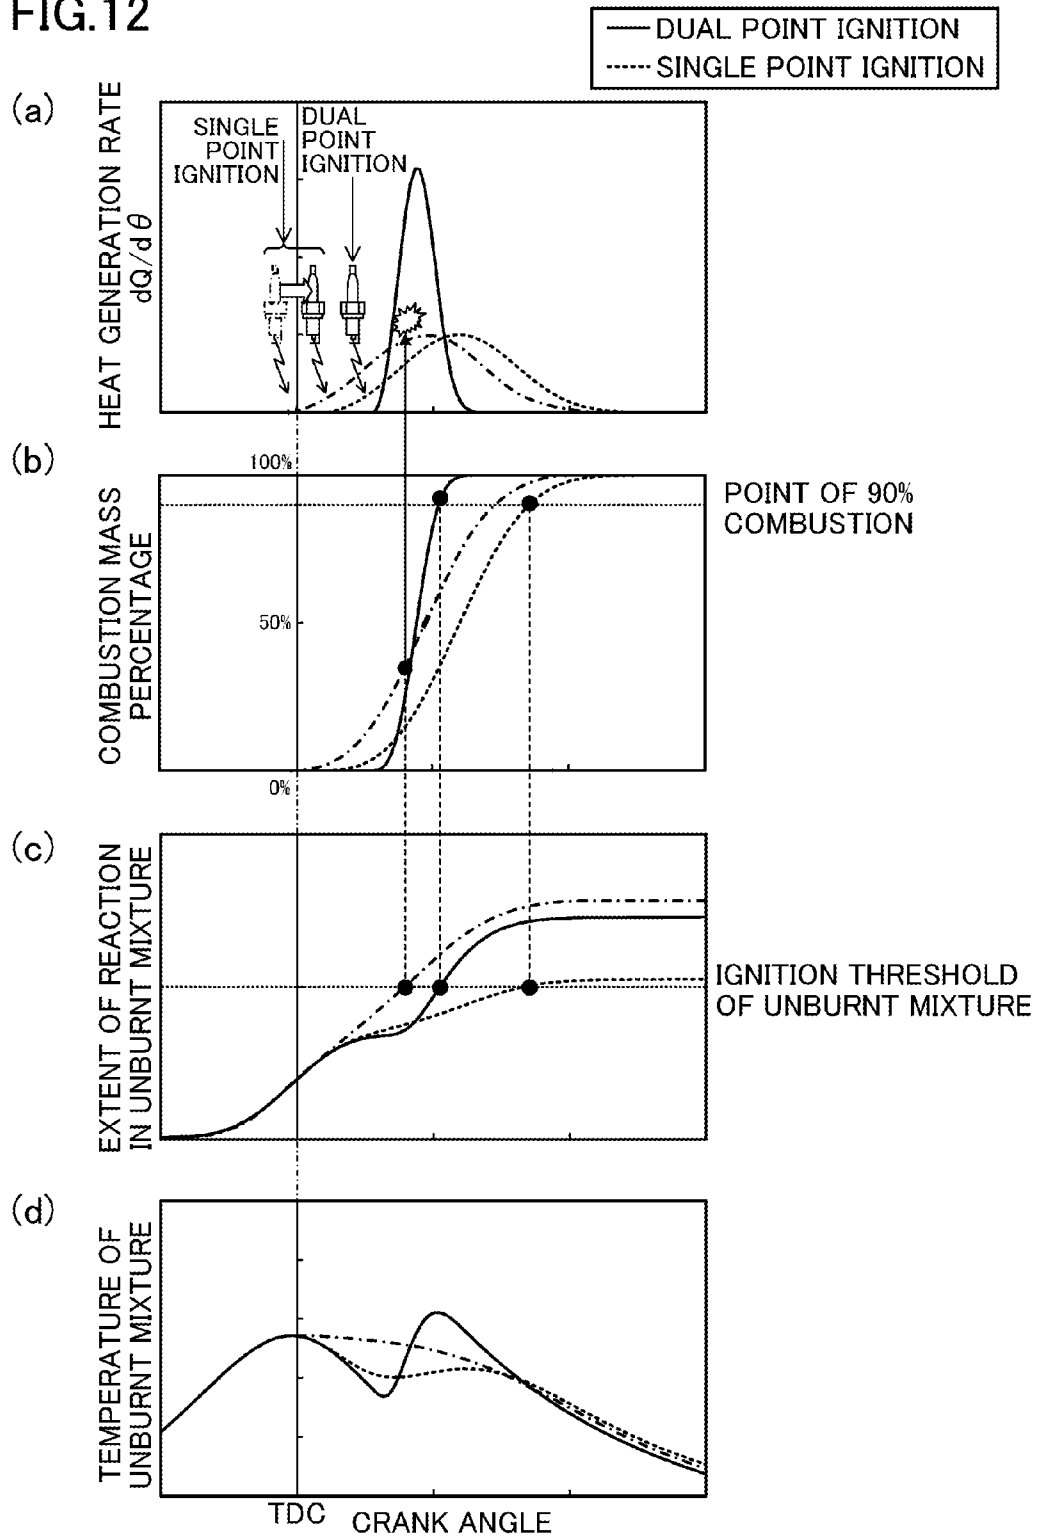 FIG.12
DUAL POINT IGNITION
SINGLE POINT IGNITION
(a)
HEAT GENERATION RATE
dQ/dθ
SINGLE
POINT
IGNITION
DUAL
POINT
IGNITION
(b)
COMBUSTION MASS
PERCENTAGE
100%
50%
0%
POINT OF 90%
COMBUSTION
(c)
EXTENT OF REACTION
IN UNBURNT MIXTURE
IGNITION THRESHOLD
OF UNBURNT MIXTURE
(d)
TEMPERATURE OF
UNBURNT MIXTURE
TDC
CRANK ANGLE